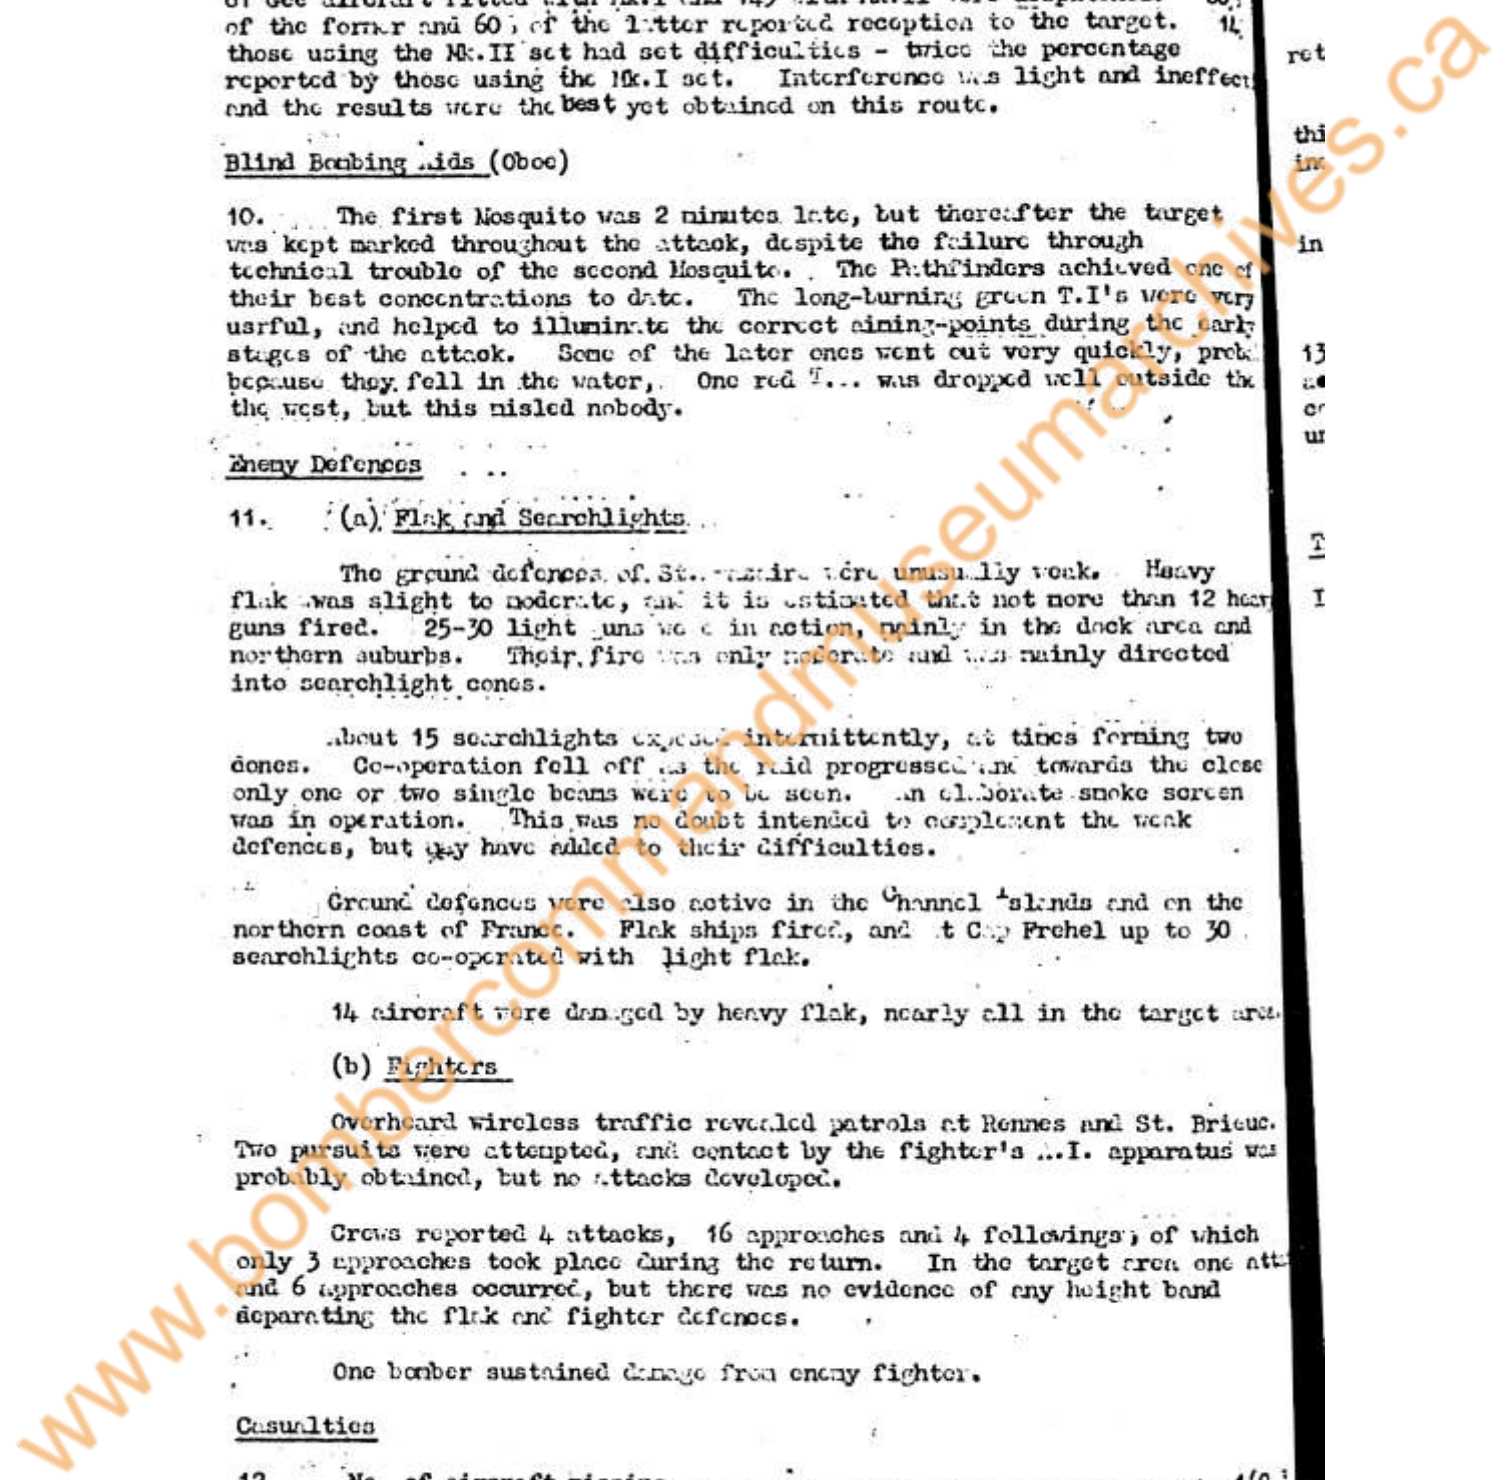 of the former and 60% of the latter reported reception to the target. 14
those using the Mk.II set had set difficulties - twice the percentage
reported by those using the Mk.I set. Interference was light and ineffect
and the results were the best yet obtained on this route.
Blind Bombing Aids (Oboe)
10. The first Mosquito was 2 minutes late, but thereafter the target
was kept marked throughout the attack, despite the failure through
technical trouble of the second Mosquito. The Pathfinders achieved one of
their best concentrations to date. The long-burning green T.I's were very
usrful, and helped to illuminate the correct aiming-points during the early
stages of the attack. Some of the later ones went out very quickly, prob
because they fell in the water,. One red T... was dropped well outside the
the west, but this misled nobody.
Enemy Defences
11. (a) Flak and Searchlights
The ground defences of St. were unusually weak. Heavy
flak was slight to moderate, and it is estimated that not more than 12 heavy
guns fired. 25-30 light guns were in action, mainly in the dock area and
northern suburbs. Their fire was only moderate and was mainly directed
into searchlight cones.
About 15 searchlights exposed intermittently, at times forming two
cones. Co-operation fell off as the raid progressed and towards the close
only one or two single beams were to be seen. An elaborate smoke screen
was in operation. This was no doubt intended to complement the weak
defences, but may have added to their difficulties.
Ground defences were also active in the Channel Islands and on the
northern coast of France. Flak ships fired, and at Cap Frehel up to 30
searchlights co-operated with light flak.
14 aircraft were damaged by heavy flak, nearly all in the target area.
(b) Fighters
Overheard wireless traffic revealed patrols at Rennes and St. Brieuc.
Two pursuits were attempted, and contact by the fighter's A.I. apparatus was
probably obtained, but no attacks developed.
Crews reported 4 attacks, 16 approaches and 4 followings; of which
only 3 approaches took place during the return. In the target area one att
and 6 approaches occurred, but there was no evidence of any height band
separating the flak and fighter defences.
One bomber sustained damage from enemy fighter.
Casualties
12. No. of aircraft missing
ret
thi
inc
in
13
un
T
I
www.bombercommandmuseumarchives.ca